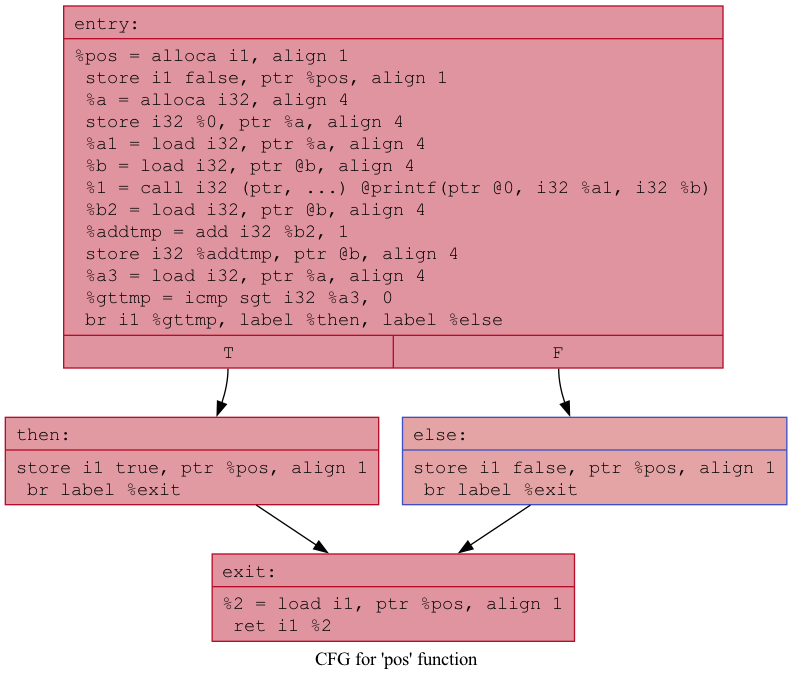 entry:
%pos = alloca i1, align 1
store i1 false, ptr %pos, align 1
%a = alloca i32, align 4
store i32 %0, ptr %a, align 4
%a1 = load i32, ptr %a, align 4
%b = load i32, ptr @b, align 4
%1 = call i32 (ptr, ...) @printf(ptr @0, i32 %a1, i32 %b)
%b2 = load i32, ptr @b, align 4
%addtmp = add i32 %b2, 1
store i32 %addtmp, ptr @b, align 4
%a3 = load i32, ptr %a, align 4
%gttmp = icmp sgt i32 %a3, 0
br i1 %gttmp, label %then, label %else
T
F
then:
store i1 true, ptr %pos, align 1
br label %exit
else:
store i1 false, ptr %pos, align 1
br label %exit
exit:
%2 = load i1, ptr %pos, align 1
ret i1 %2
CFG for 'pos' function